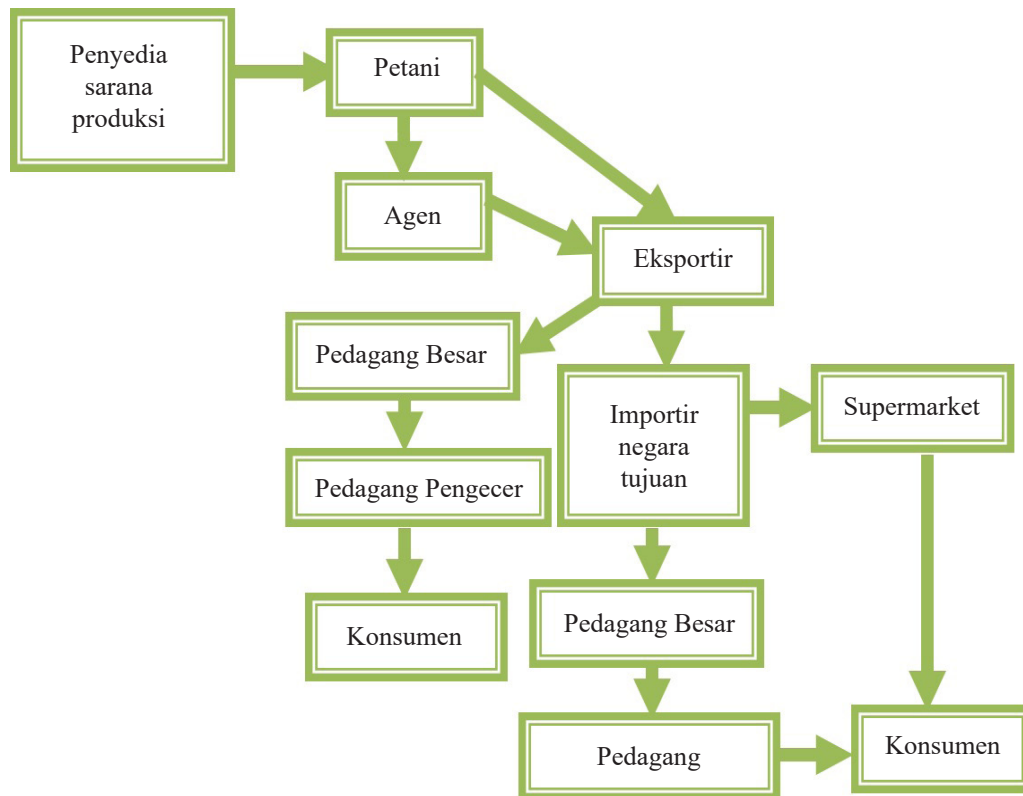 Penyedia
sarana
produksi
Petani
Agen
Eksportir
Pedagang Besar
Importir
negara
tujuan
Supermarket
Pedagang Pengecer
Konsumen
Pedagang Besar
Pedagang
Konsumen